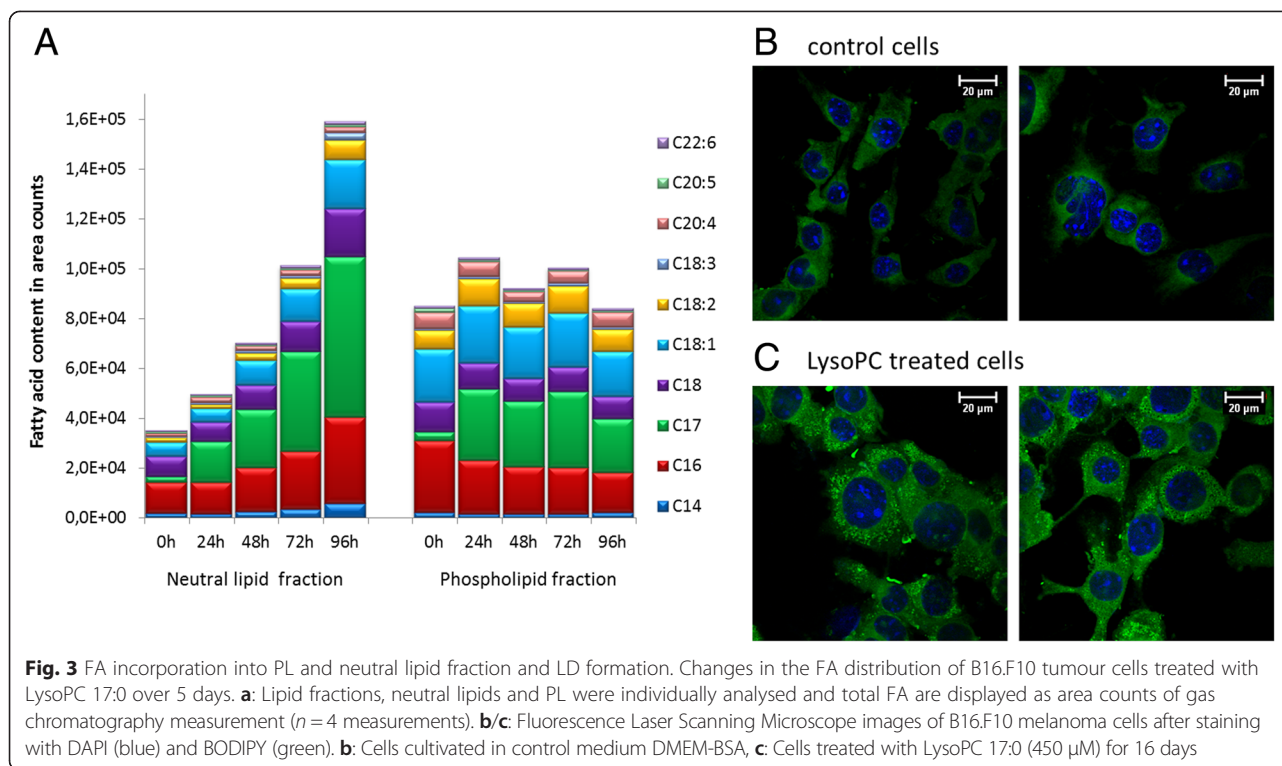 A
Fatty acid content in area counts
1,6E+05
1,4E+05
1,2E+05
1,0E+05
8,0E+04
6,0E+04
4,0E+04
2,0E+04
0,0E+00
0h 24h 48h 72h 96h
Neutral lipid fraction
0h 24h 48h 72h 96h
Phospholipid fraction
C22:6
C20:5
C20:4
C18:3
C18:2
C18:1
C18
C17
C16
C14
B control cells
20 µm
20 µm
C LysoPC treated cells
20 µm
20 µm
Fig. 3 FA incorporation into PL and neutral lipid fraction and LD formation. Changes in the FA distribution of B16.F10 tumour cells treated with
LysoPC 17:0 over 5 days. a: Lipid fractions, neutral lipids and PL were individually analysed and total FA are displayed as area counts of gas
chromatography measurement (n = 4 measurements). b/c: Fluorescence Laser Scanning Microscope images of B16.F10 melanoma cells after staining
with DAPI (blue) and BODIPY (green). b: Cells cultivated in control medium DMEM-BSA, c: Cells treated with LysoPC 17:0 (450 µM) for 16 days